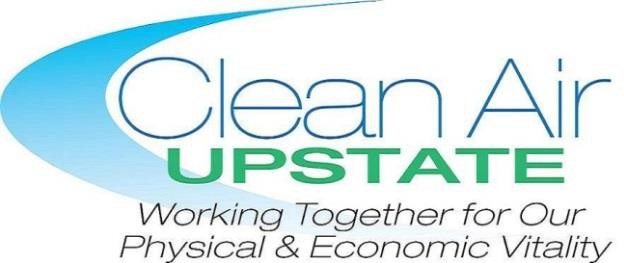 Clean Air
UPSTATE
Working Together for Our
Physical & Economic Vitality